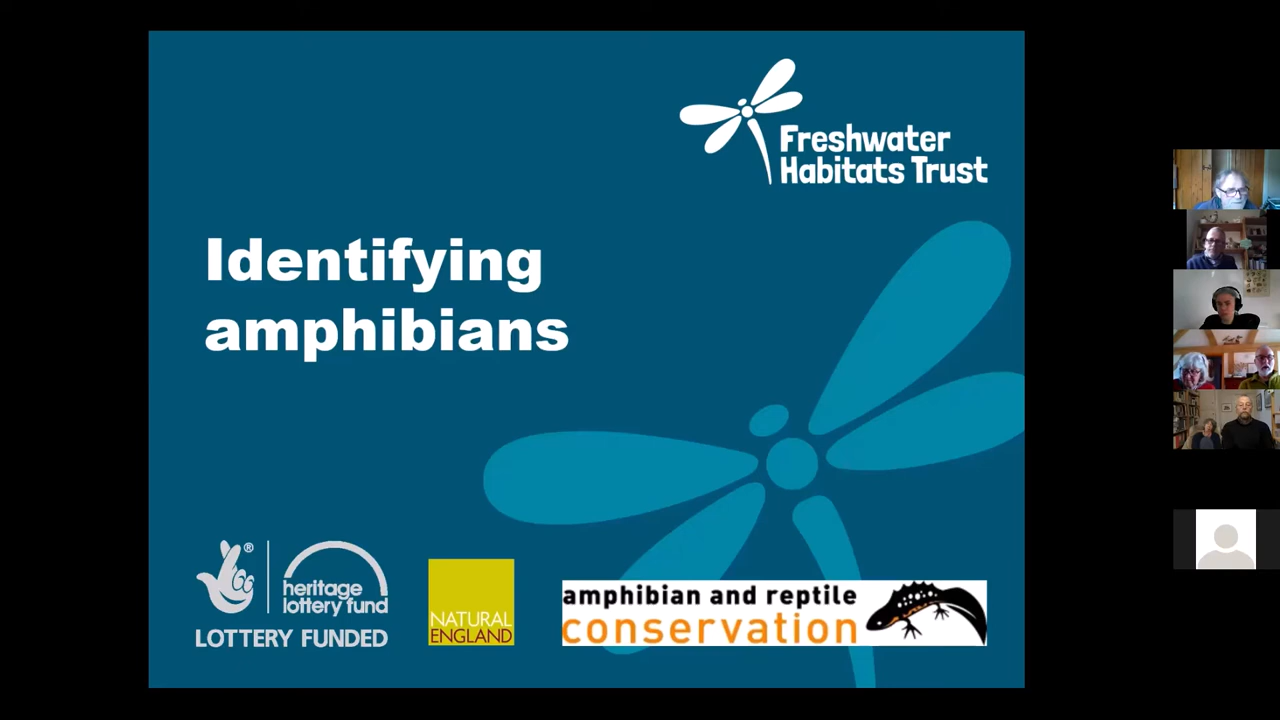 Freshwater
Habitats Trust
Identifying
amphibians
®
heritage
lottery fund
LOTTERY FUNDED
NATURAL
ENGLAND
amphibian and reptile
conservation